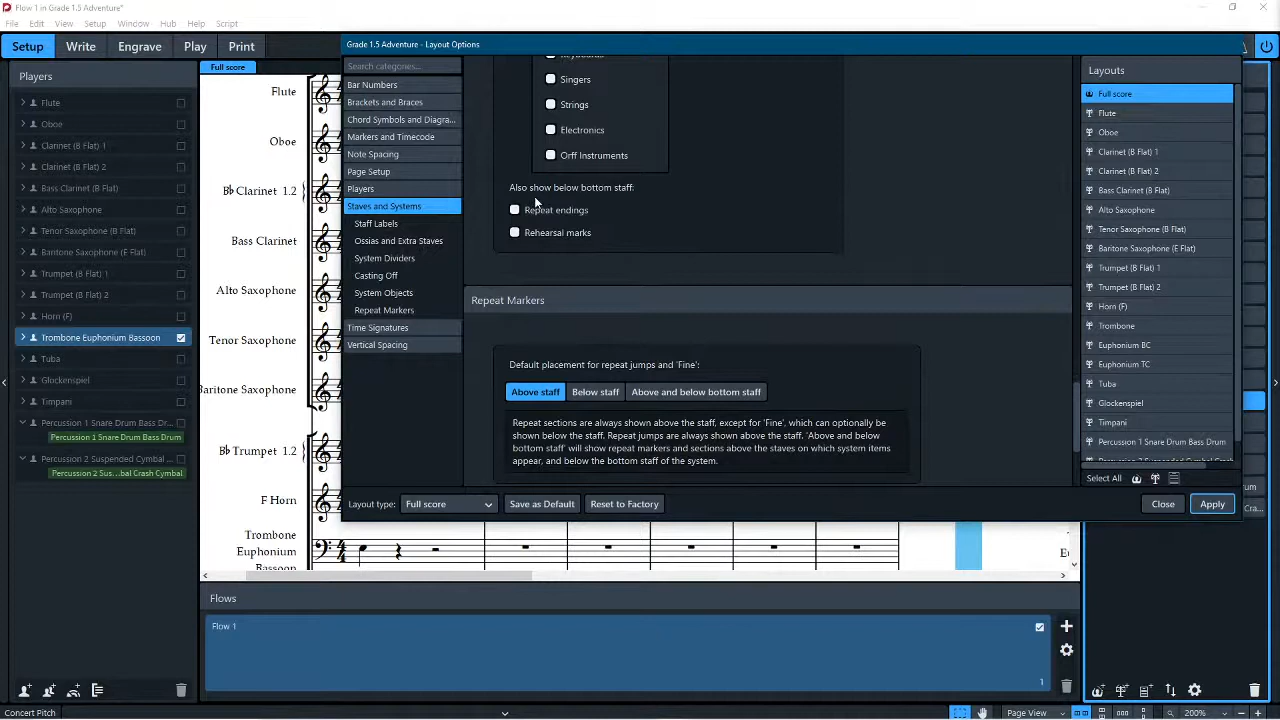 Flow 1 in Grade 1.5 Adventure*
File Edit View Setup Window Hub Help Script
Setup Write Engrave Play Print
Players
Flute
Oboe
Clarinet (B Flat) 1
Clarinet (B Flat) 2
Bass Clarinet (B Flat)
Alto Saxophone
Tenor Saxophone (B Flat)
Baritone Saxophone (E Flat)
Trumpet (B Flat) 1
Trumpet (B Flat) 2
Horn (F)
Trombone Euphonium Bassoon
Tuba
Glockenspiel
Timpani
Percussion 1 Snare Drum Bass Dr...
Percussion 1 Snare Drum Bass Drum
Percussion 2 Suspended Cymbal ...
Percussion 2 Sus...bal Crash Cymbal
Full score
Flute
Oboe
B♭ Clarinet 1.2
Bass Clarinet
Alto Saxophone
Tenor Saxophone
Baritone Saxophone
B♭ Trumpet 1.2
F Horn
Trombone
Euphonium
Bassoon
Grade 1.5 Adventure - Layout Options
Search categories...
Bar Numbers
Brackets and Braces
Chord Symbols and Diagra...
Markers and Timecode
Note Spacing
Page Setup
Players
Staves and Systems
Staff Labels
Ossias and Extra Staves
System Dividers
Casting Off
System Objects
Repeat Markers
Time Signatures
Vertical Spacing
Singers
Strings
Electronics
Orff Instruments
Also show below bottom staff:
Repeat endings
Rehearsal marks
Repeat Markers
Default placement for repeat jumps and 'Fine':
Above staff Below staff Above and below bottom staff
Repeat sections are always shown above the staff, except for 'Fine', which can optionally be
shown below the staff. Repeat jumps are always shown above the staff. 'Above and below
bottom staff' will show repeat markers and sections above the staves on which system items
appear, and below the bottom staff of the system.
Layout type: Full score Save as Default Reset to Factory
Close Apply
Layouts
Full score
Flute
Oboe
Clarinet (B Flat) 1
Clarinet (B Flat) 2
Bass Clarinet (B Flat)
Alto Saxophone
Tenor Saxophone (B Flat)
Baritone Saxophone (E Flat)
Trumpet (B Flat) 1
Trumpet (B Flat) 2
Horn (F)
Trombone
Euphonium BC
Euphonium TC
Tuba
Glockenspiel
Timpani
Percussion 1 Snare Drum Bass Drum
Select All
Flows
Flow 1
1
Concert Pitch
Page View
200%